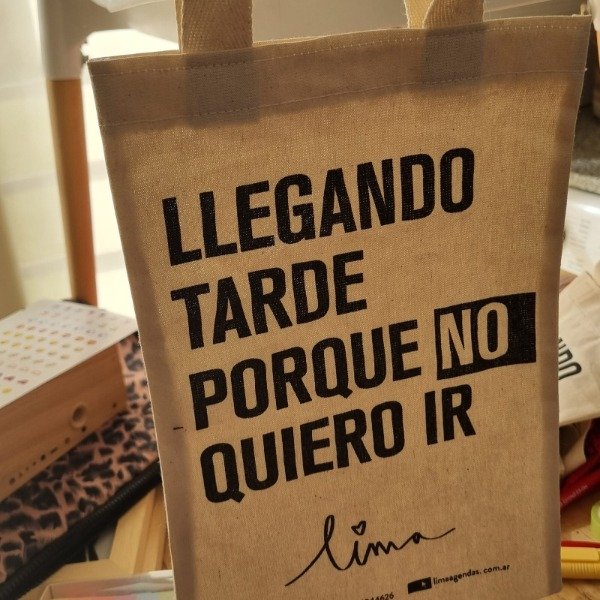 LLEGANDO
TARDE
PORQUE NO
QUIERO IR
lima
limaagendas.com.ar